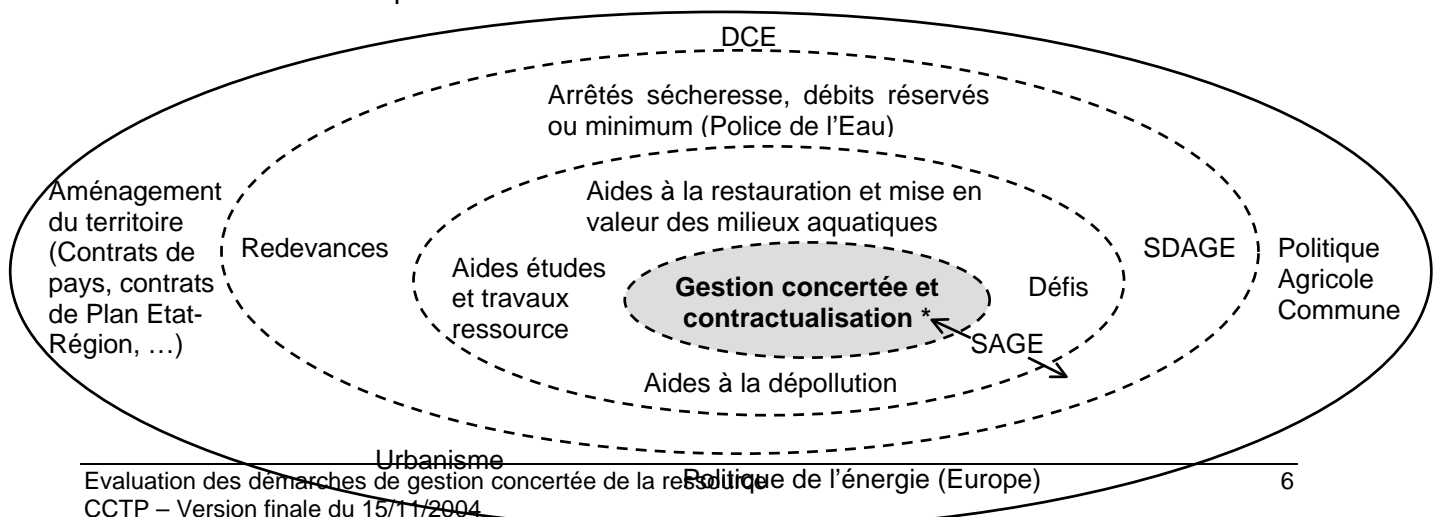 DCE
Arrêtés sécheresse, débits réservés
ou minimum (Police de l’Eau)
Aménagement
du territoire
(Contrats de
pays, contrats
de Plan Etat-
Région, …)
Redevances
Aides à la restauration et mise en
valeur des milieux aquatiques
Aides études
et travaux
ressource
Gestion concertée et
contractualisation *
Défis
SAGE
SDAGE
Politique
Agricole
Commune
Aides à la dépollution
Urbanisme
Politique de l’énergie (Europe)
Evaluation des démarches de gestion concertée de la ressource
6
CCTP – Version finale du 15/11/2004